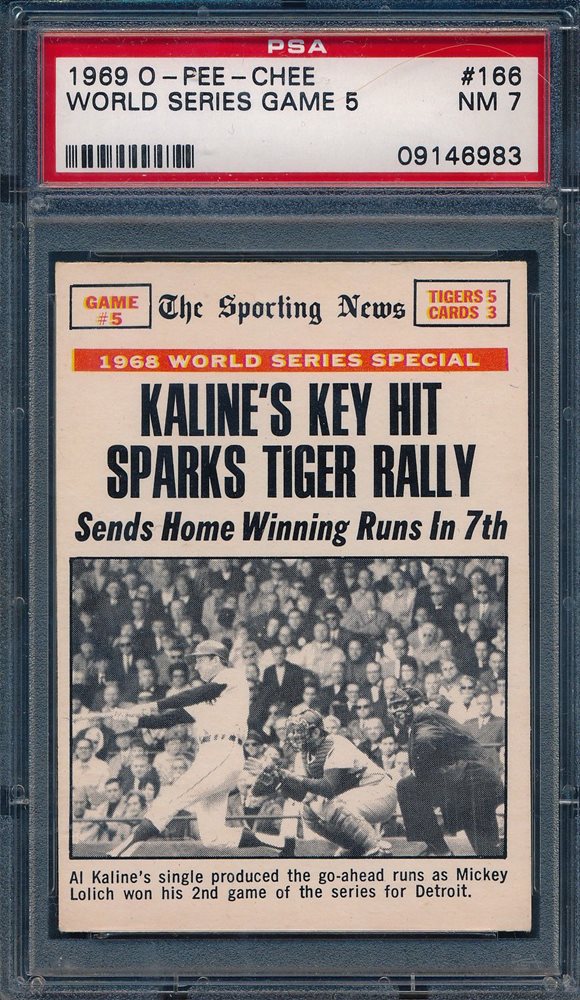 PSA
1969 O-PEE-CHEE #166
WORLD SERIES GAME 5 NM 7
09146983
GAME #5
The Sporting News
TIGERS 5
CARDS 3
1968 WORLD SERIES SPECIAL
KALINE'S KEY HIT
SPARKS TIGER RALLY
Sends Home Winning Runs In 7th
Al Kaline's single produced the go-ahead runs as Mickey
Lolich won his 2nd game of the series for Detroit.